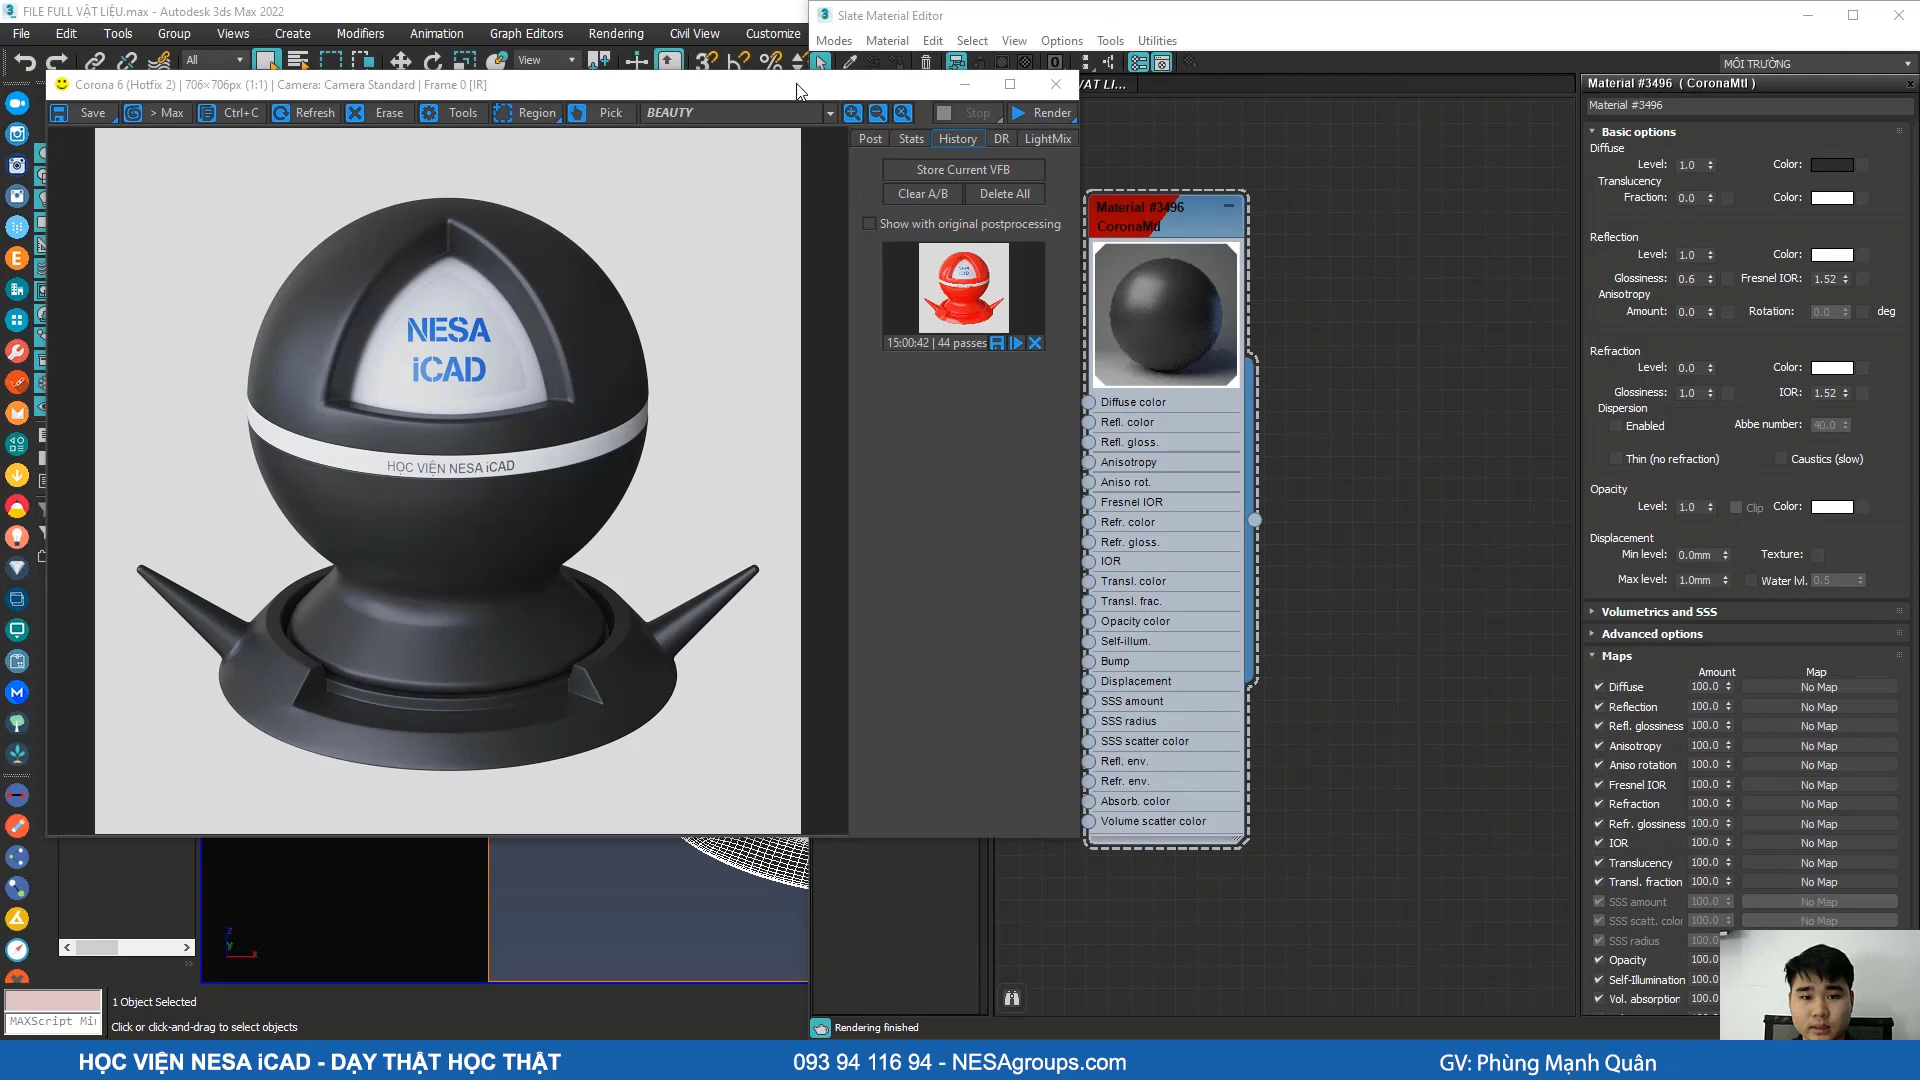 FILE FULL VẬT LIỆU.max - Autodesk 3ds Max 2022
Slate Material Editor
File Edit Tools Group Create Modifiers Animation Graph Editors Rendering Civil View Customize
Views
Modes Material Edit Select View Options Tools Utilities
All
View
MÔI TRƯỜNG
Corona 6 (Hotfix 2) | 706×706px (1:1) | Camera: Camera Standard | Frame 0 [IR]
VẬT LI...
Material #3496 ( CoronaMtl )
Material #3496
Save > Max Ctrl+C Refresh Erase Tools Region Pick BEAUTY Stop Render
Post Stats History DR LightMix
Store Current VFB
Clear A/B Delete All
Show with original postprocessing
15:00:42 | 44 passes
NESA
iCAD
HỌC VIỆN NESA iCAD
NESA
iCAD
Material #3496
CoronaMtl
Diffuse color
Refl. color
Refl. gloss.
Anisotropy
Aniso rot.
Fresnel IOR
Refr. color
Refr. gloss.
IOR
Transl. color
Transl. frac.
Opacity color
Self-illum.
Bump
Displacement
SSS amount
SSS radius
SSS scatter color
Refl. env.
Refr. env.
Absorb. color
Volume scatter color
Basic options
Diffuse
Level: 1.0 Color:
Translucency
Fraction: 0.0 Color:
Reflection
Level: 1.0 Color:
Glossiness: 0.6 Fresnel IOR: 1.52
Anisotropy
Amount: 0.0 Rotation: 0.0 deg
Refraction
Level: 0.0 Color:
Glossiness: 1.0 IOR: 1.52
Dispersion
Enabled Abbe number: 40.0
Thin (no refraction) Caustics (slow)
Opacity
Level: 1.0 Clip Color:
Displacement
Min level: 0.0mm Texture:
Max level: 1.0mm Water lvl. 0.5
Volumetrics and SSS
Advanced options
Maps
Amount Map
Diffuse 100.0 No Map
Reflection 100.0 No Map
Refl. glossiness 100.0 No Map
Anisotropy 100.0 No Map
Aniso rotation 100.0 No Map
Fresnel IOR 100.0 No Map
Refraction 100.0 No Map
Refr. glossiness 100.0 No Map
IOR 100.0 No Map
Translucency 100.0 No Map
Transl. fraction 100.0 No Map
SSS amount 100.0 No Map
SSS scatt. color 100.0 No Map
SSS radius 100.0
Opacity 100.0
Self-Illumination 100.0
Vol. absorption 100.0
z
y
x
1 Object Selected
MAXScript Mi
Click or click-and-drag to select objects
Rendering finished
HỌC VIỆN NESA iCAD - DẠY THẬT HỌC THẬT
093 94 116 94 - NESAgroups.com
GV: Phùng Mạnh Quân